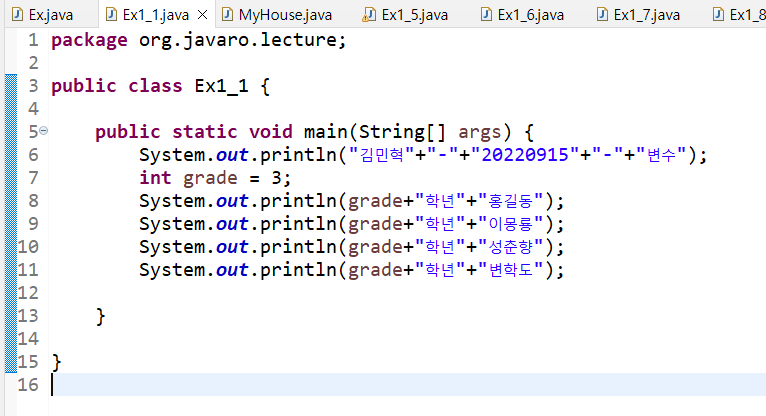 Ex.java Ex1_1.java MyHouse.java Ex1_5.java Ex1_6.java Ex1_7.java Ex1_8
1 package org.javaro.lecture;
2
3 public class Ex1_1 {
4
5 public static void main(String[] args) {
6 System.out.println("김민혁"+"-"+"20220915"+"-"+"변수");
7 int grade = 3;
8 System.out.println(grade+"학년"+"홍길동");
9 System.out.println(grade+"학년"+"이몽룡");
10 System.out.println(grade+"학년"+"성춘향");
11 System.out.println(grade+"학년"+"변학도");
12
13 }
14
15 }
16